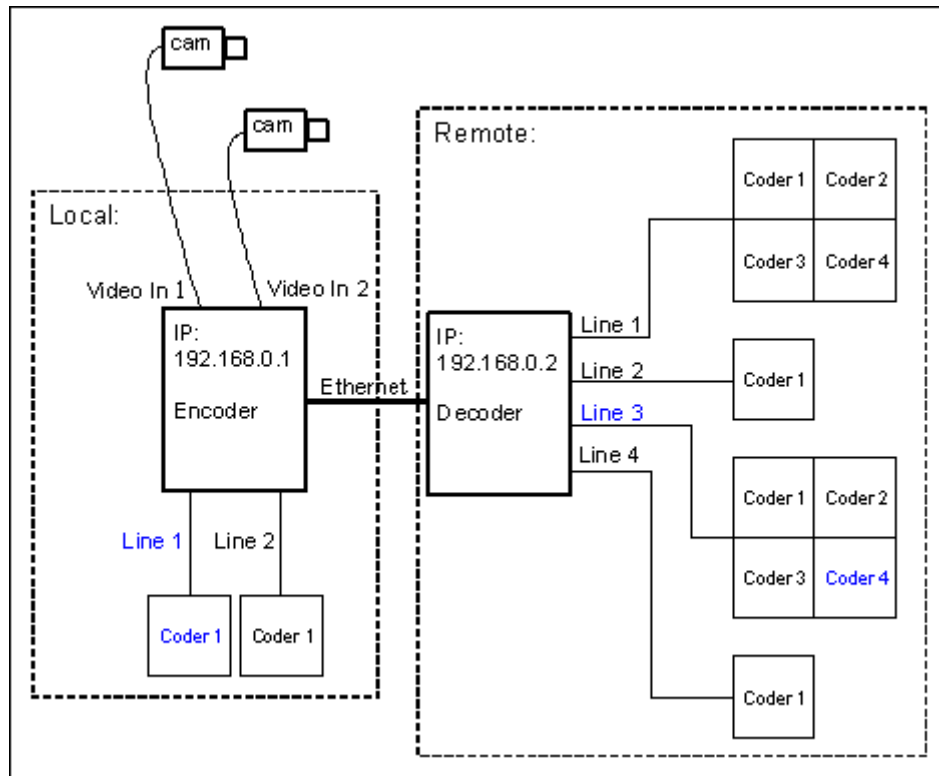 cam
cam
Remote:
Local:
Coder 1
Coder 2
Coder 3
Coder 4
Video In 1
Video In 2
IP:
192.168.0.1
Encoder
Ethernet
IP:
192.168.0.2
Decoder
Line 1
Line 2
Line 3
Line 4
Coder 1
Coder 1
Coder 2
Coder 3
Coder 4
Coder 1
Line 1
Line 2
Coder 1
Coder 1